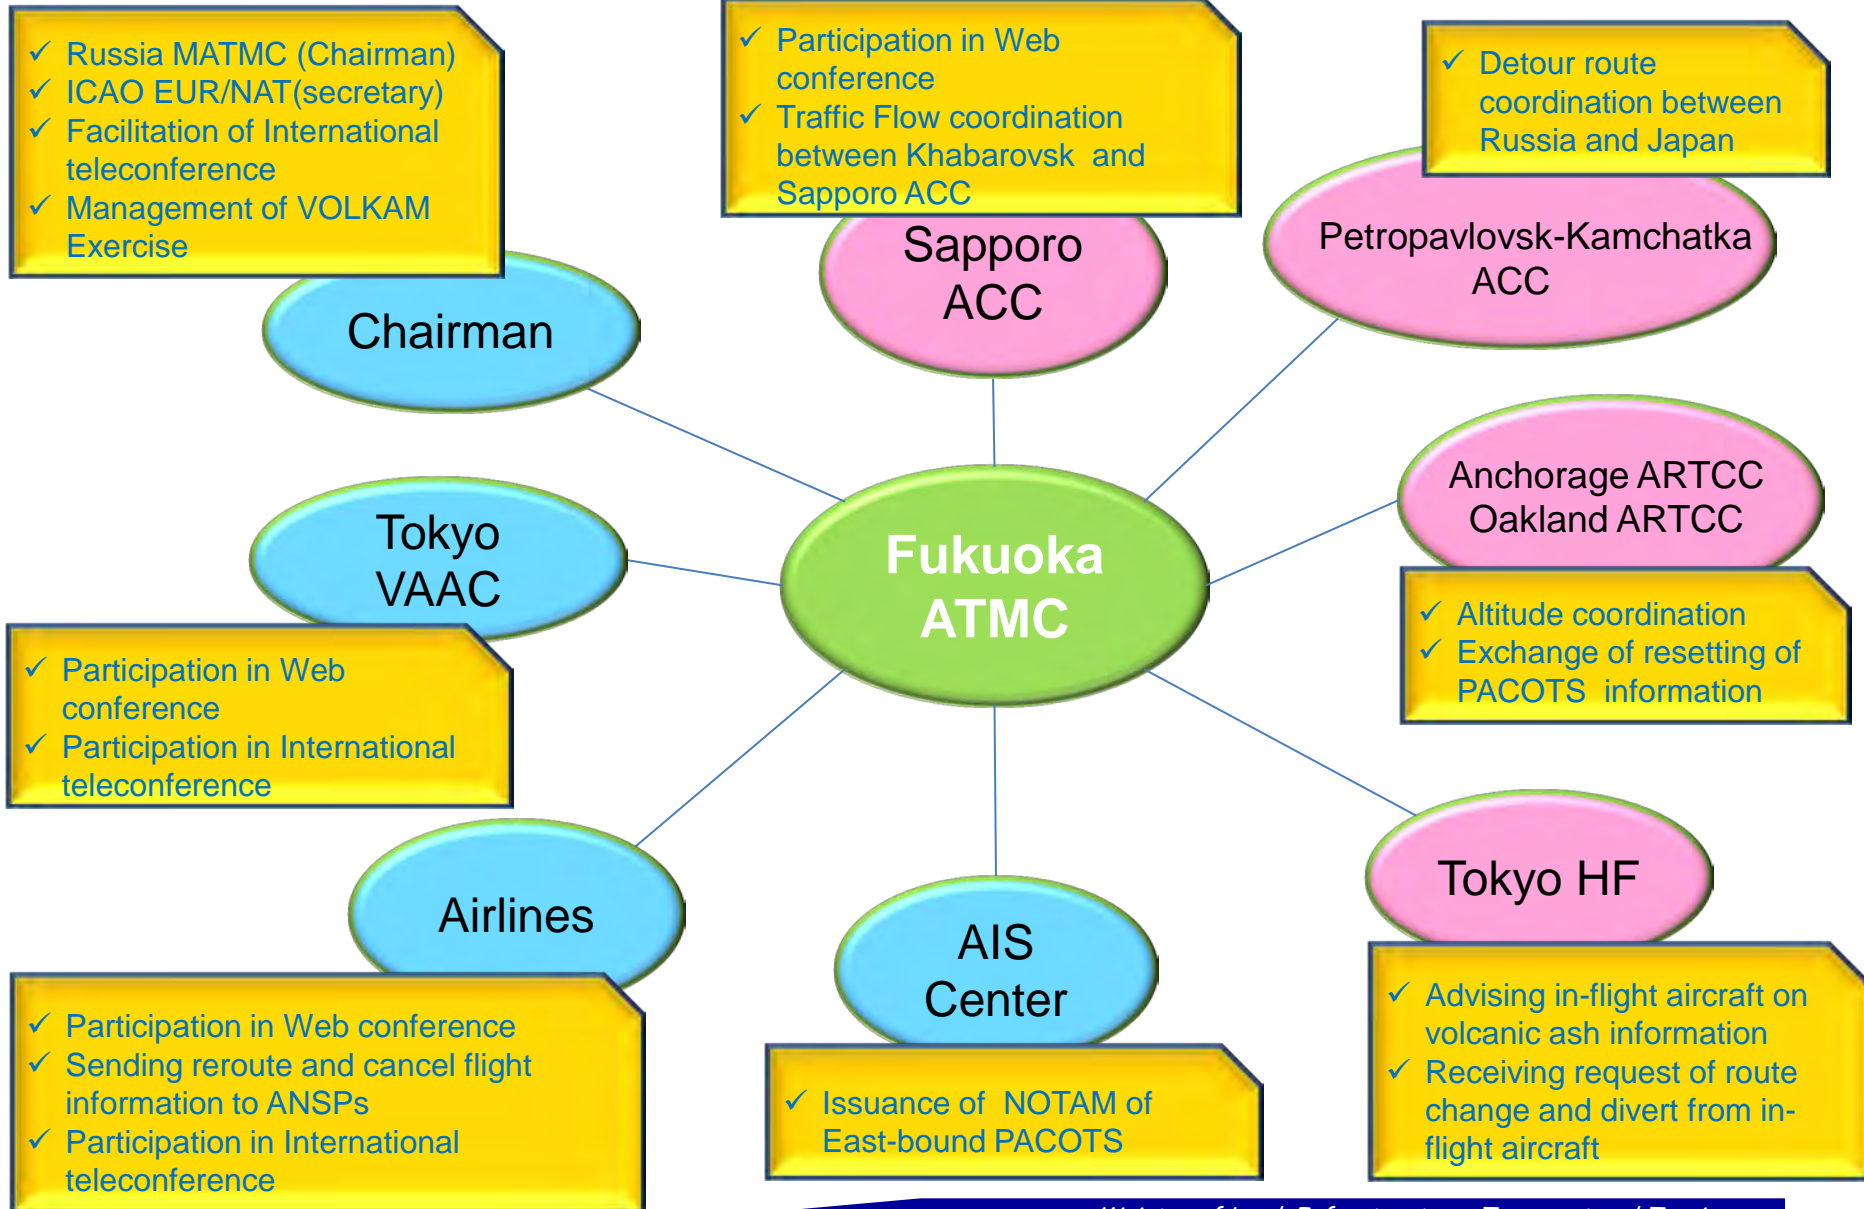 ✓ Russia MATMC (Chairman)
✓ ICAO EUR/NAT(secretary)
✓ Facilitation of International
teleconference
✓ Management of VOLKAM
Exercise
Chairman
✓ Participation in Web
conference
✓ Traffic Flow coordination
between Khabarovsk and
Sapporo ACC
Sapporo
ACC
✓ Detour route
coordination between
Russia and Japan
Petropavlovsk-Kamchatka
ACC
Tokyo
VAAC
✓ Participation in Web
conference
✓ Participation in International
teleconference
Fukuoka
ATMC
Anchorage ARTCC
Oakland ARTCC
✓ Altitude coordination
✓ Exchange of resetting of
PACOTS information
Airlines
✓ Participation in Web conference
✓ Sending reroute and cancel flight
information to ANSPs
✓ Participation in International
teleconference
AIS
Center
✓ Issuance of NOTAM of
East-bound PACOTS
Tokyo HF
✓ Advising in-flight aircraft on
volcanic ash information
✓ Receiving request of route
change and divert from in-
flight aircraft